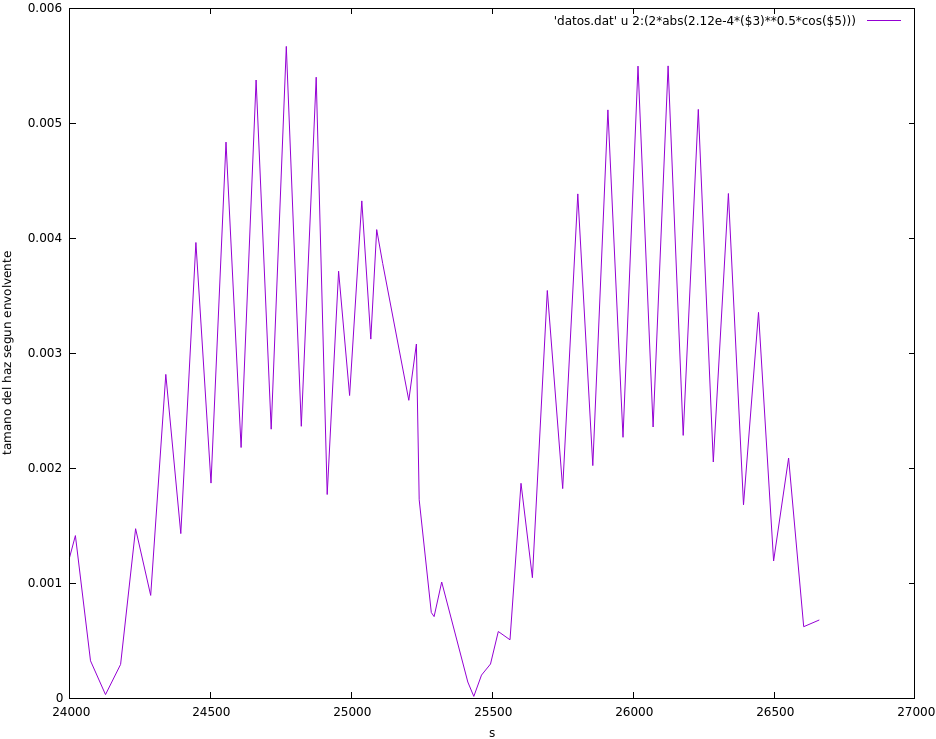 'datos.dat' u 2:(2*abs(2.12e-4*($3)**0.5*cos($5)))
0.006
0.005
0.004
0.003
0.002
0.001
0
tamano del haz segun envolvente
24000 24500 25000 25500 26000 26500 27000
s